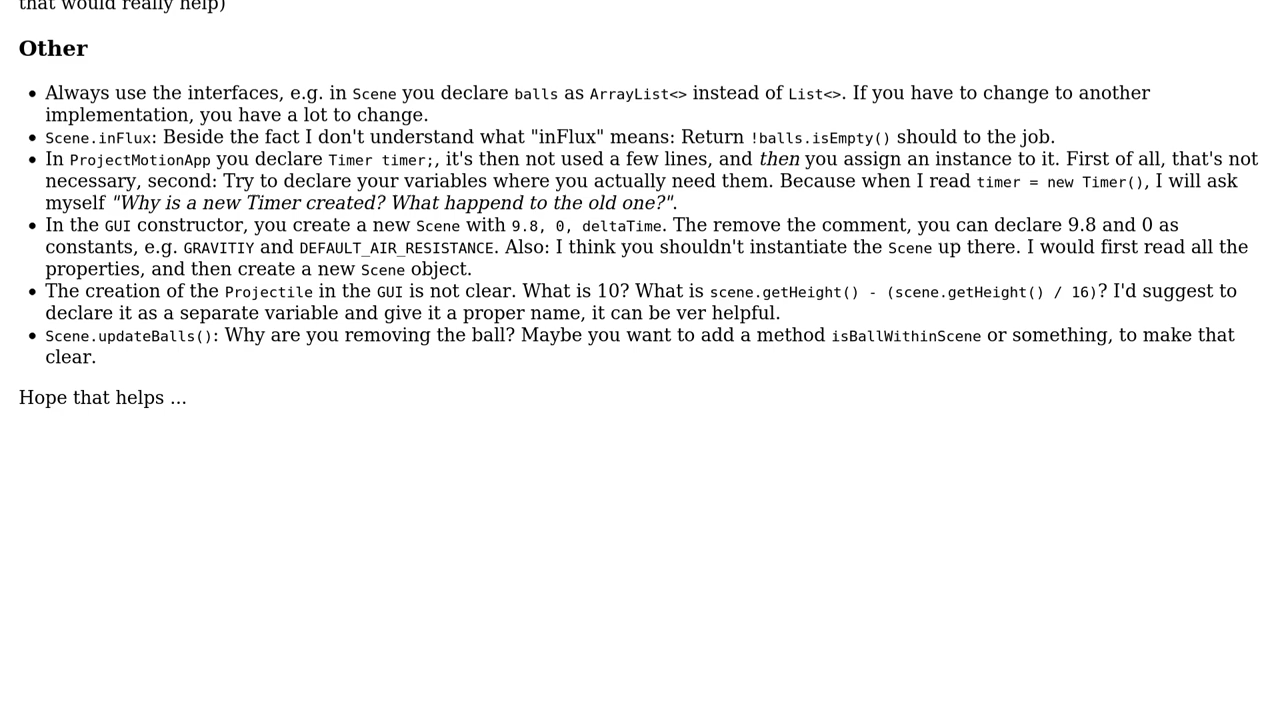 that would really help)
Other
• Always use the interfaces, e.g. in Scene you declare balls as ArrayList<> instead of List<>. If you have to change to another
implementation, you have a lot to change.
• Scene.inFlux: Beside the fact I don't understand what "inFlux" means: Return !balls.isEmpty() should to the job.
• In ProjectMotionApp you declare Timer timer;, it's then not used a few lines, and then you assign an instance to it. First of all, that's not
necessary, second: Try to declare your variables where you actually need them. Because when I read timer = new Timer(), I will ask
myself "Why is a new Timer created? What happend to the old one?".
• In the GUI constructor, you create a new Scene with 9.8, 0, deltaTime. The remove the comment, you can declare 9.8 and 0 as
constants, e.g. GRAVITIY and DEFAULT_AIR_RESISTANCE. Also: I think you shouldn't instantiate the Scene up there. I would first read all the
properties, and then create a new Scene object.
• The creation of the Projectile in the GUI is not clear. What is 10? What is scene.getHeight() - (scene.getHeight() / 16)? I'd suggest to
declare it as a separate variable and give it a proper name, it can be ver helpful.
• Scene.updateBalls(): Why are you removing the ball? Maybe you want to add a method isBallWithinScene or something, to make that
clear.
Hope that helps ...